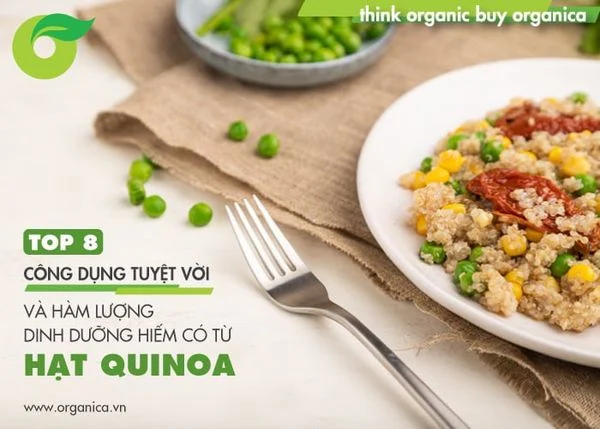 think organic buy organica
TOP 8
CÔNG DỤNG TUYỆT VỜI
VÀ HÀM LƯỢNG
DINH DƯỠNG HIẾM CÓ TỪ
HẠT QUINOA
www.organica.vn